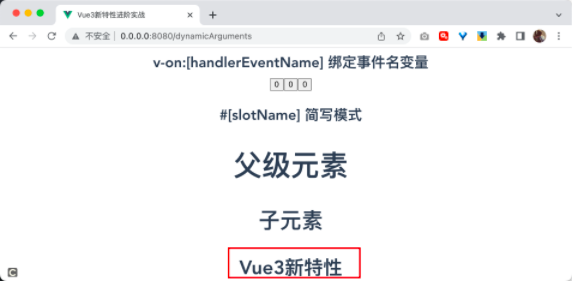 Vue3新特性进阶实战
不安全 | 0.0.0.0:8080/dynamicArguments
v-on:[handlerEventName] 绑定事件名变量
0 0 0
#[slotName] 简写模式
父级元素
子元素
Vue3新特性